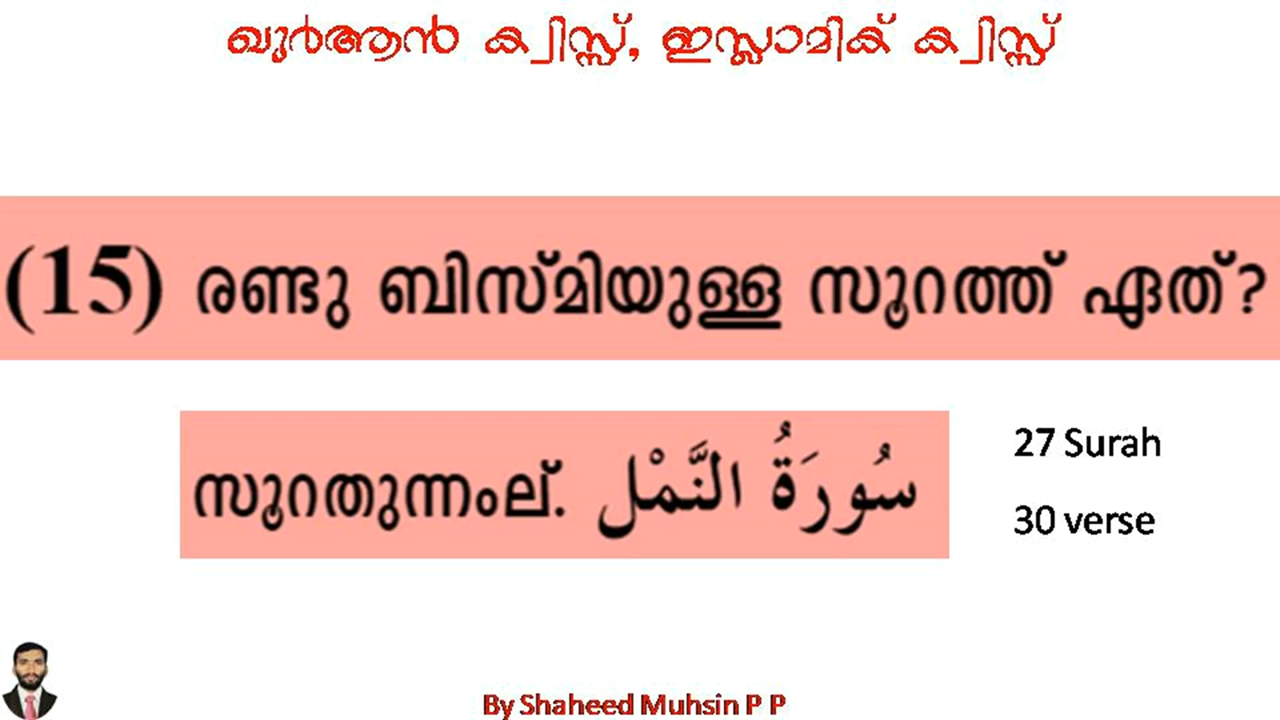 ഖുർആൻ ക്വിസ്സ്, ഇസ്ലാമിക് ക്വിസ്സ്
(15) രണ്ടു ബിസ്മിയുള്ള സൂറത്ത് ഏത്?
സൂറതുന്നംല്. سُورَةُ النَّمْل
27 Surah
30 verse
By Shaheed Muhsin P P